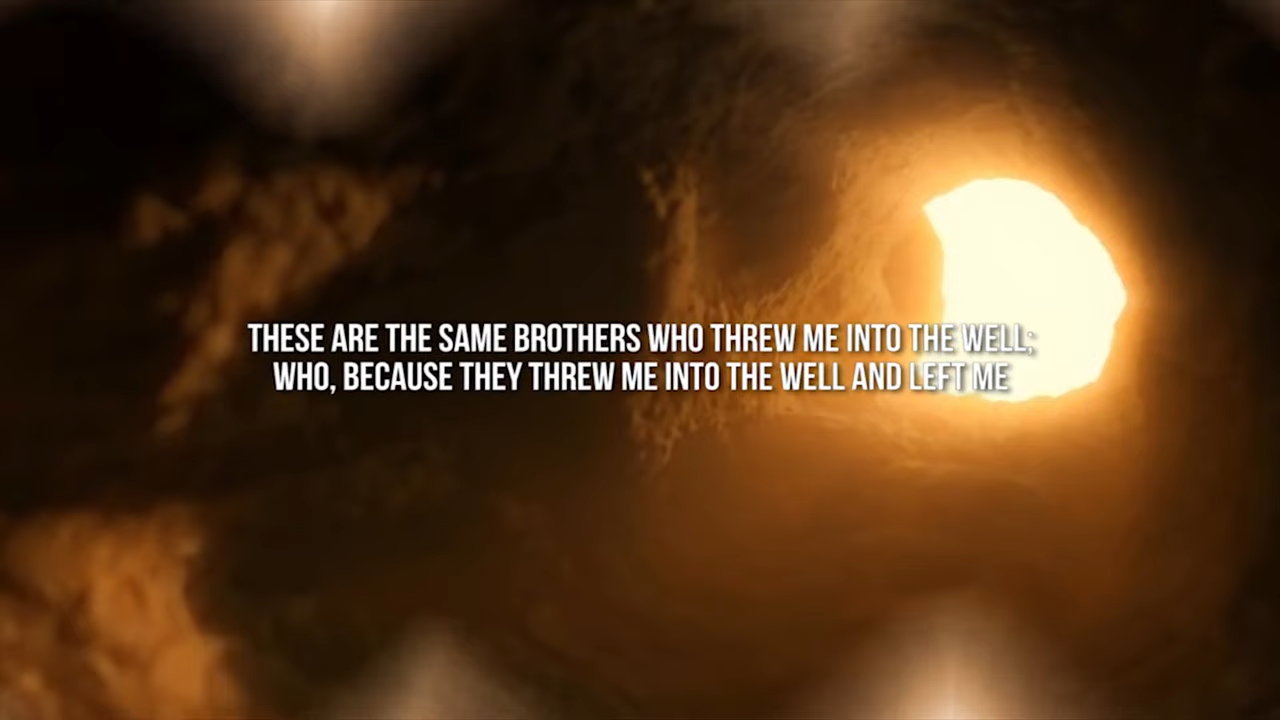 THESE ARE THE SAME BROTHERS WHO THREW ME INTO THE WELL;
WHO, BECAUSE THEY THREW ME INTO THE WELL AND LEFT ME